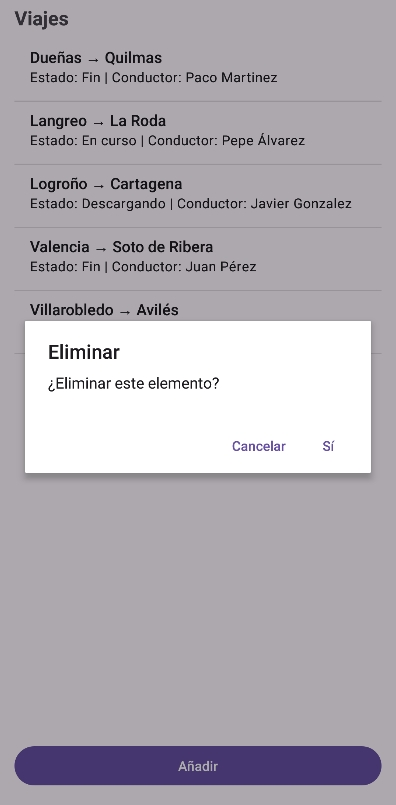 Viajes
Dueñas → Quilmas
Estado: Fin | Conductor: Paco Martinez
Langreo → La Roda
Estado: En curso | Conductor: Pepe Álvarez
Logroño → Cartagena
Estado: Descargando | Conductor: Javier Gonzalez
Valencia → Soto de Ribera
Estado: Fin | Conductor: Juan Pérez
Villarobledo → Avilés
Eliminar
¿Eliminar este elemento?
Cancelar Sí
Añadir